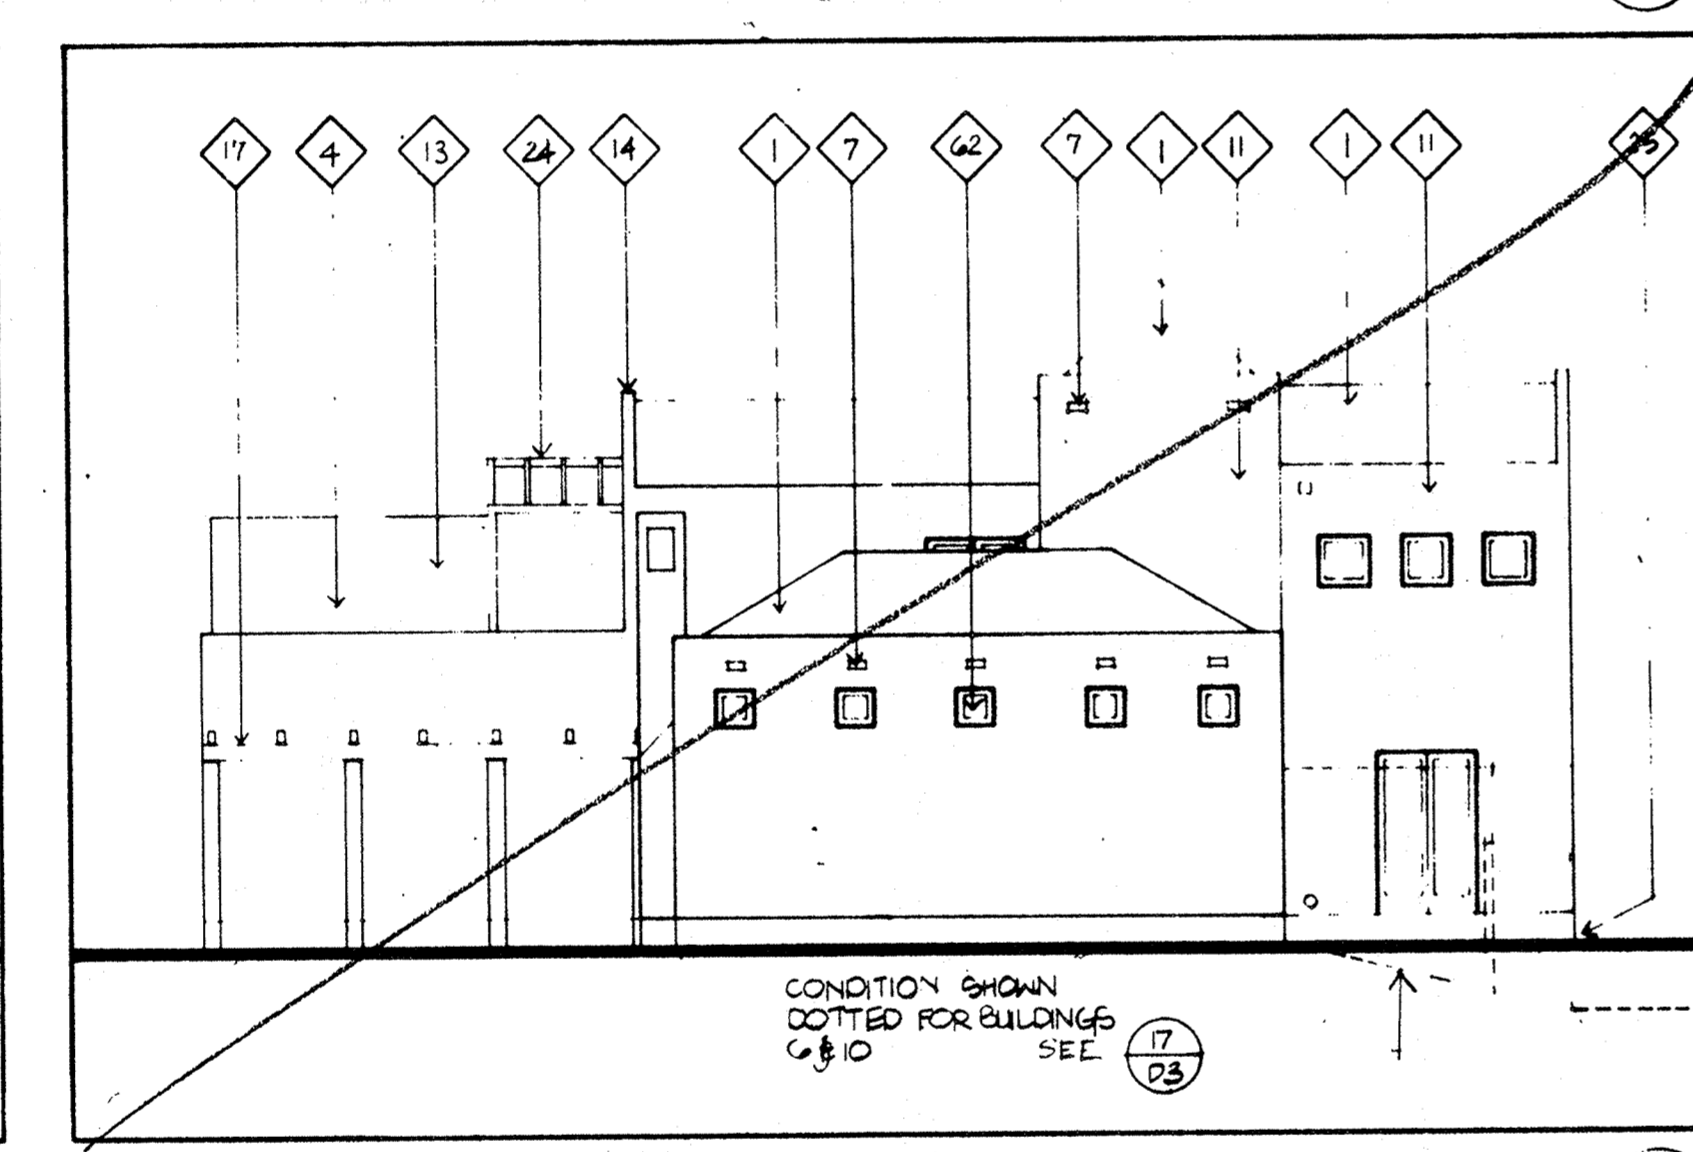 17 4 13 24 14 1 7 62 7 1 11 1 11
CONDITION SHOWN
DOTTED FOR BUILDINGS
6 & 10 SEE 17
D3